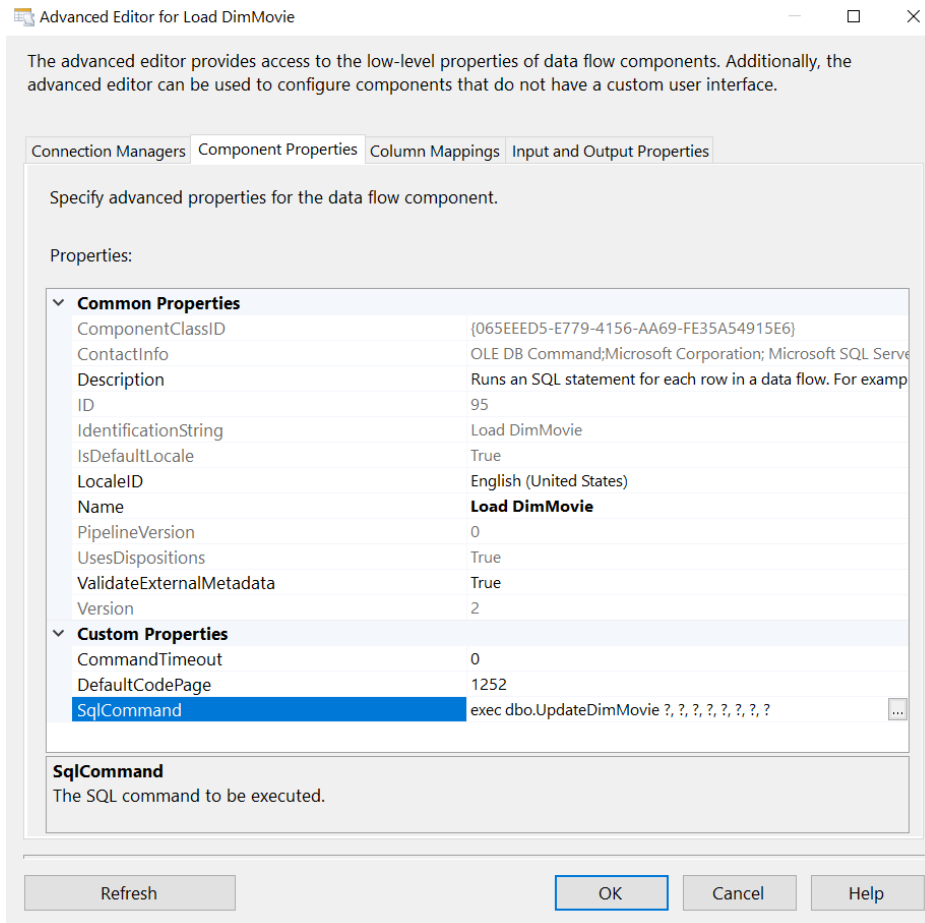 Advanced Editor for Load DimMovie
The advanced editor provides access to the low-level properties of data flow components. Additionally, the
advanced editor can be used to configure components that do not have a custom user interface.
Connection Managers Component Properties Column Mappings Input and Output Properties
Specify advanced properties for the data flow component.
Properties:
Common Properties
ComponentClassID {065EEED5-E779-4156-AA69-FE35A54915E6}
ContactInfo OLE DB Command;Microsoft Corporation; Microsoft SQL Serve
Description Runs an SQL statement for each row in a data flow. For examp
ID 95
IdentificationString Load DimMovie
IsDefaultLocale True
LocaleID English (United States)
Name Load DimMovie
PipelineVersion 0
UsesDispositions True
ValidateExternalMetadata True
Version 2
Custom Properties
CommandTimeout 0
DefaultCodePage 1252
SqlCommand exec dbo.UpdateDimMovie ?, ?, ?, ?, ?, ?, ?, ? ...
SqlCommand
The SQL command to be executed.
Refresh OK Cancel Help